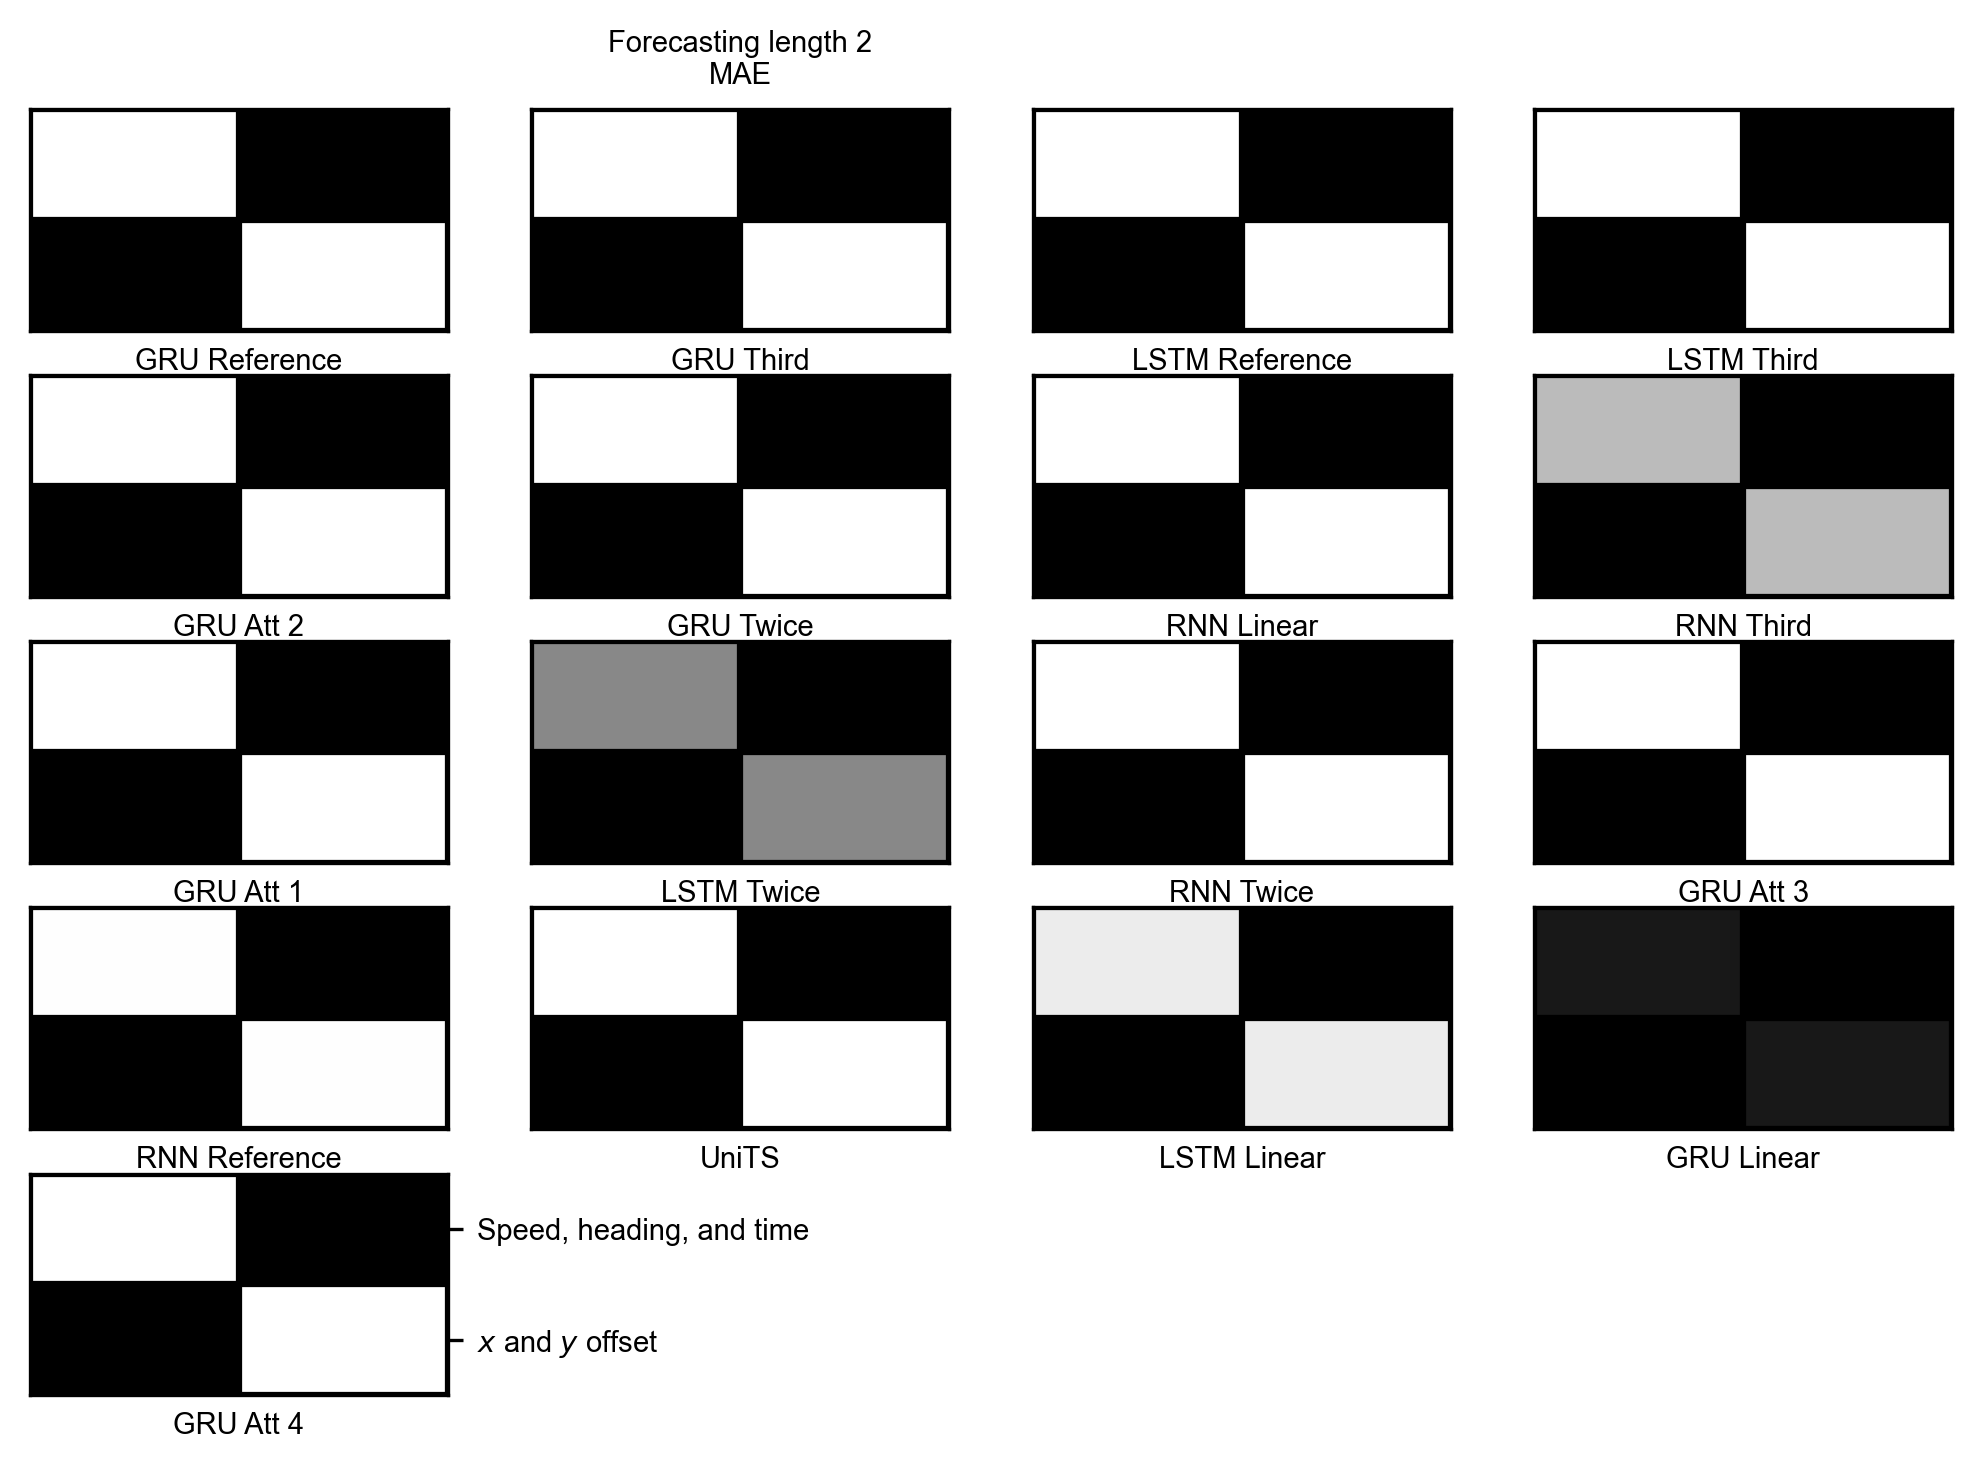 Forecasting length 2
MAE
GRU Reference
GRU Third
LSTM Reference
LSTM Third
GRU Att 2
GRU Twice
RNN Linear
RNN Third
GRU Att 1
LSTM Twice
RNN Twice
GRU Att 3
RNN Reference
UniTS
LSTM Linear
GRU Linear
Speed, heading, and time
x and y offset
GRU Att 4